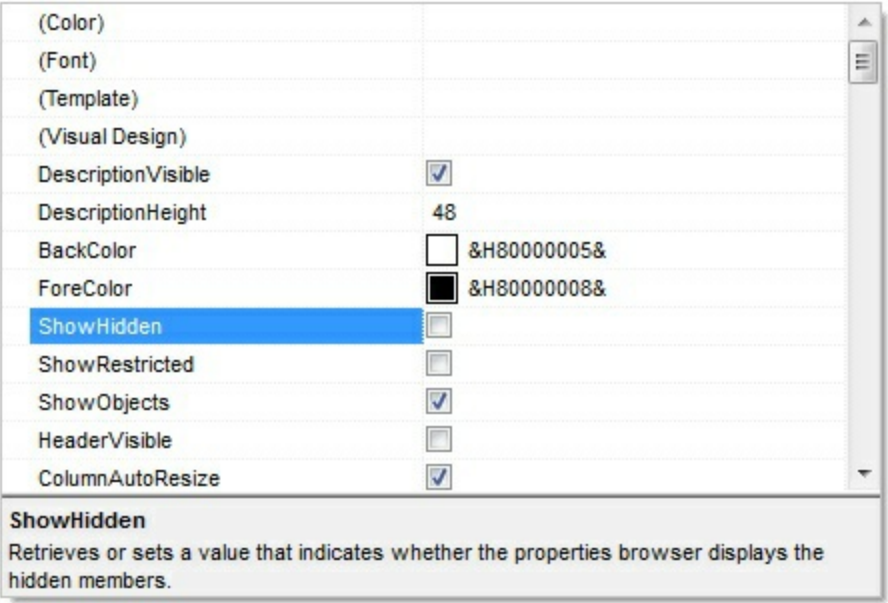 (Color)
(Font)
(Template)
(Visual Design)
DescriptionVisible
DescriptionHeight 48
BackColor &H80000005&
ForeColor &H80000008&
ShowHidden
ShowRestricted
ShowObjects
HeaderVisible
ColumnAutoResize
ShowHidden
Retrieves or sets a value that indicates whether the properties browser displays the
hidden members.